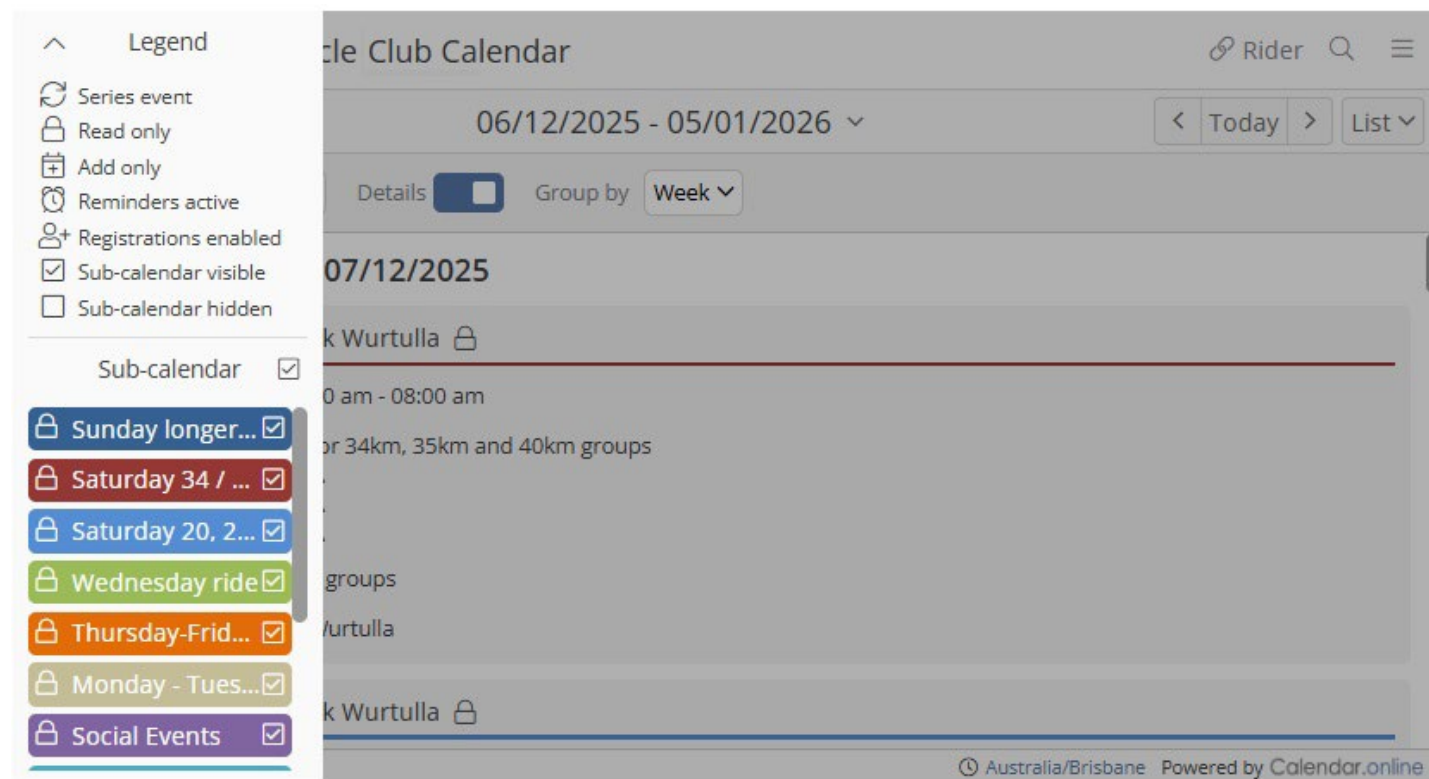 Legend
Series event
Read only
Add only
Reminders active
Registrations enabled
Sub-calendar visible
Sub-calendar hidden
Sub-calendar
Sunday longer...
Saturday 34 / ...
Saturday 20, 2...
Wednesday ride
Thursday-Frid...
Monday - Tues...
Social Events
cle Club Calendar
Rider
06/12/2025 - 05/01/2026
Today
List
Details
Group by Week
07/12/2025
k Wurtulla
0 am - 08:00 am
or 34km, 35km and 40km groups
groups
Wurtulla
k Wurtulla
Australia/Brisbane Powered by Calendar.online